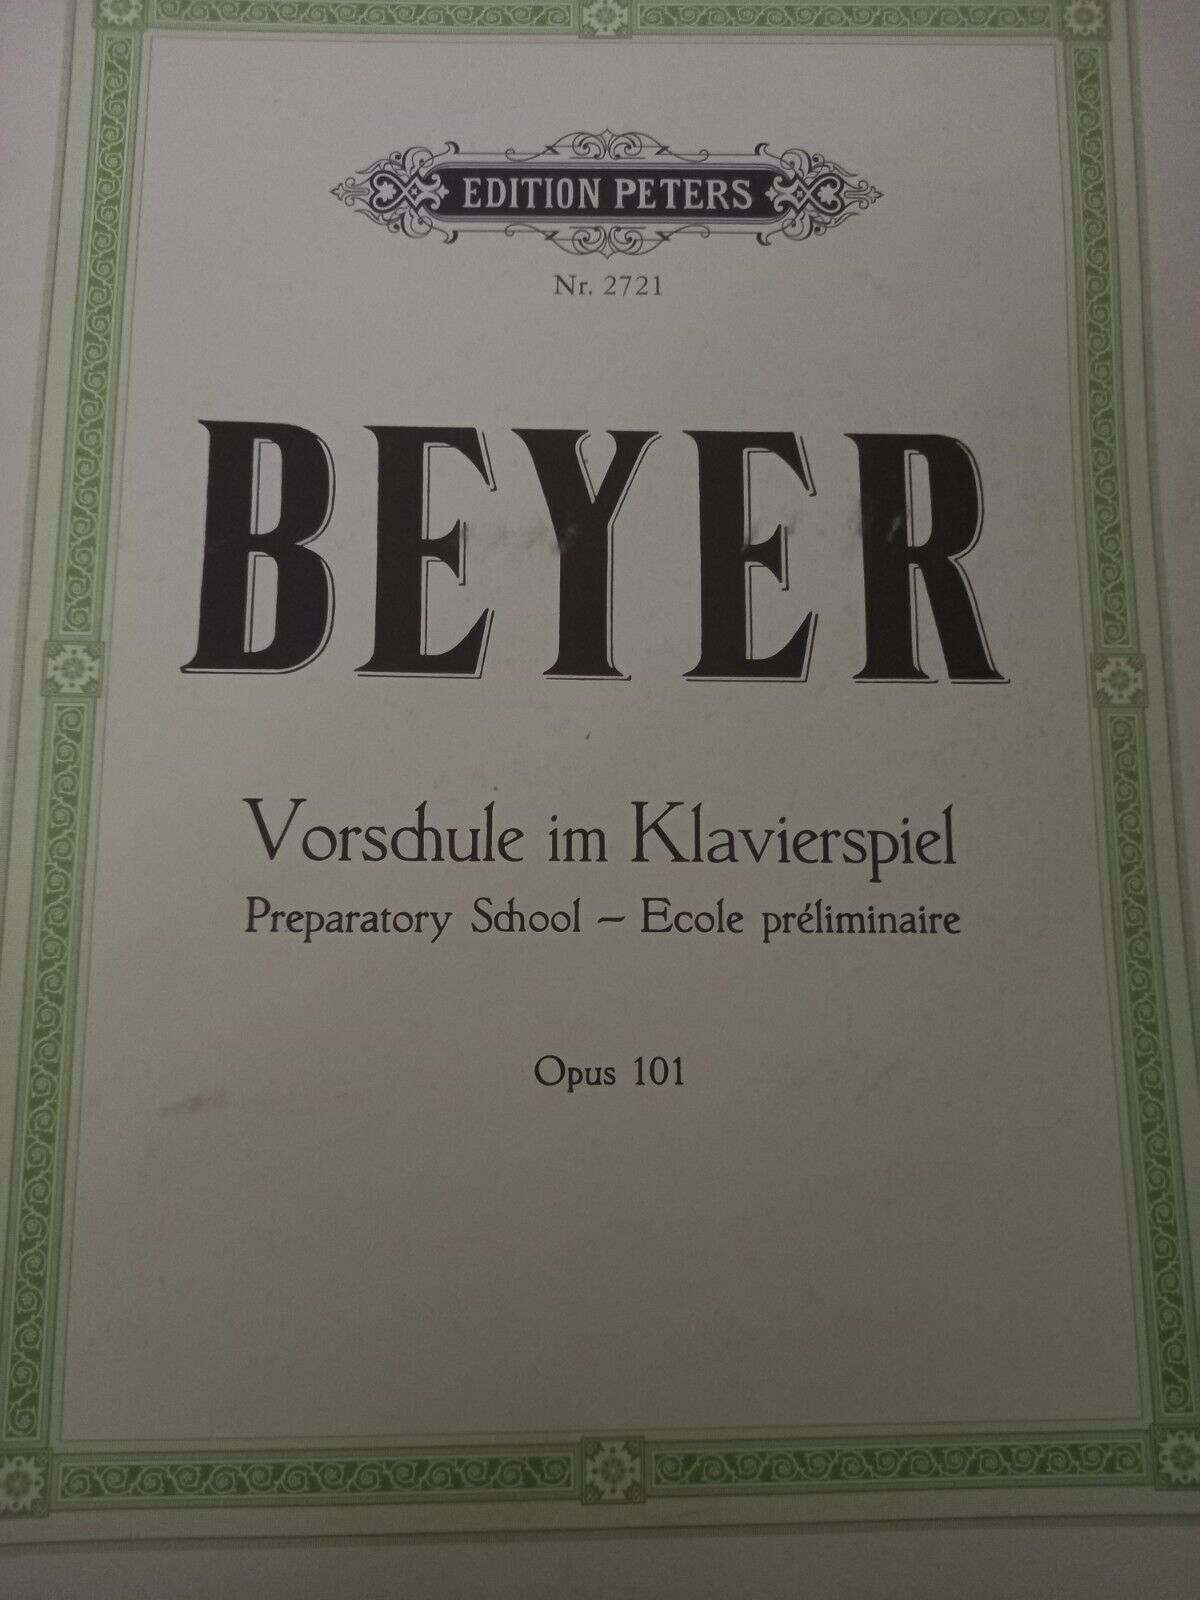 EDITION PETERS
Nr. 2721
BEYER
Vorschule im Klavierspiel
Preparatory School – Ecole préliminaire
Opus 101